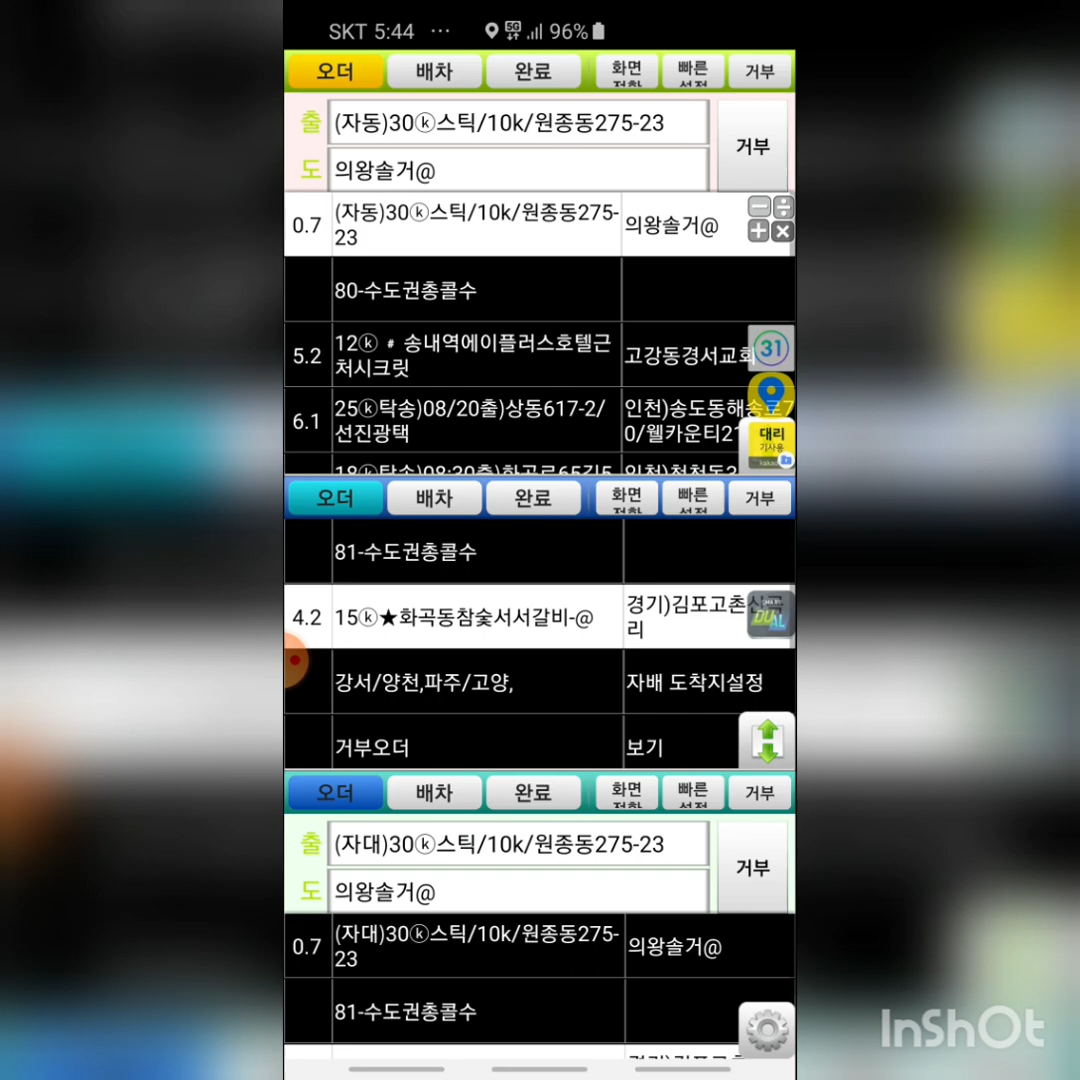 SKT 5:44 ··· 5G 96%
오더 배차 완료 화면 빠른 거부
출 (자동)30ⓚ스틱/10k/원종동275-23
거부
도 의왕솔거@
0.7 (자동)30ⓚ스틱/10k/원종동275-
23 의왕솔거@
80-수도권총콜수
5.2 12ⓚ﹟송내역에이플러스호텔근
처시크릿 고강동경서교회
31
6.1 25ⓚ탁송)08/20출)상동617-2/
선진광택 인천)송도동해송로7
0/웰카운티21
대리
기사용
kakao
오더 배차 완료 화면 빠른 거부
81-수도권총콜수
4.2 15ⓚ★화곡동참숯서서갈비-@ 경기)김포고촌신곡
리
DUAL
강서/양천,파주/고양, 자배 도착지설정
거부오더 보기
오더 배차 완료 화면 빠른 거부
출 (자대)30ⓚ스틱/10k/원종동275-23
거부
도 의왕솔거@
0.7 (자대)30ⓚ스틱/10k/원종동275-
23 의왕솔거@
81-수도권총콜수
InShOt